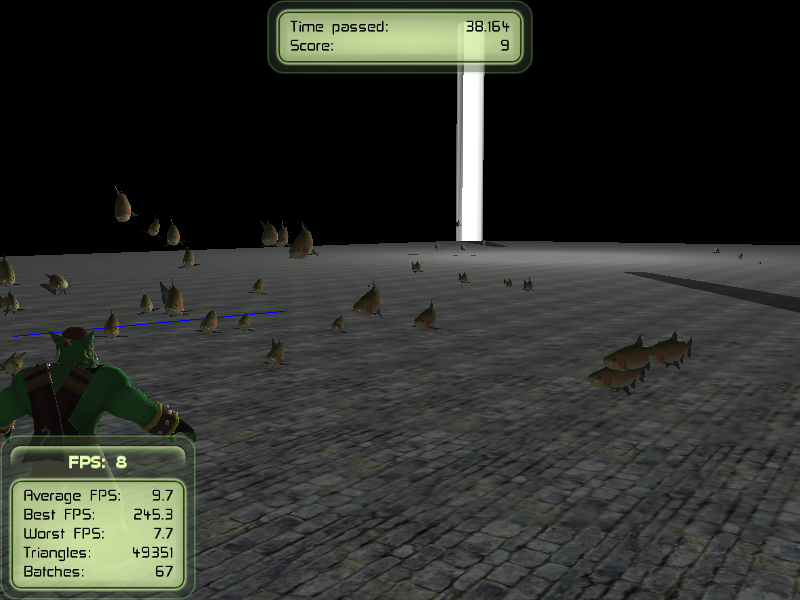 Time passed: 38.164
Score: 9
FPS: 8
Average FPS: 9.7
Best FPS: 245.3
Worst FPS: 7.7
Triangles: 49351
Batches: 67